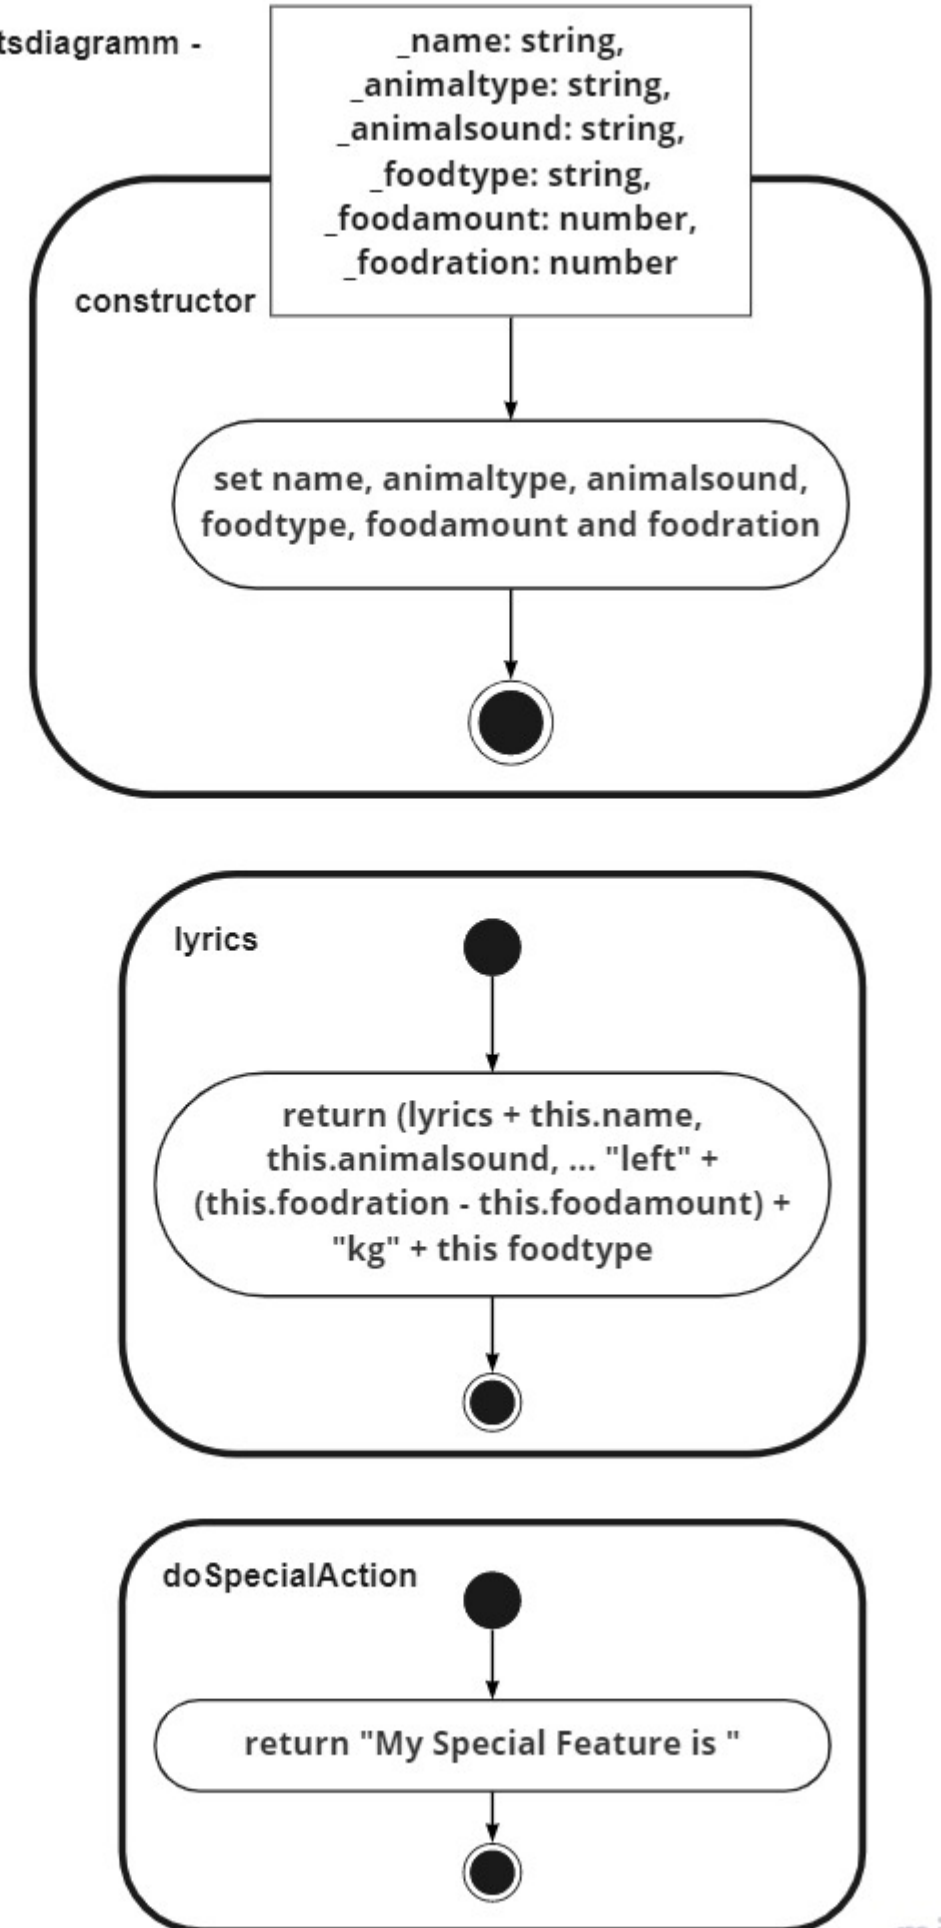 tsdiagramm -
_name: string,
_animaltype: string,
_animalsound: string,
_foodtype: string,
_foodamount: number,
_foodration: number
constructor
set name, animaltype, animalsound,
foodtype, foodamount and foodration
lyrics
return (lyrics + this.name,
this.animalsound, ... "left" +
(this.foodration - this.foodamount) +
"kg" + this foodtype
doSpecialAction
return "My Special Feature is "